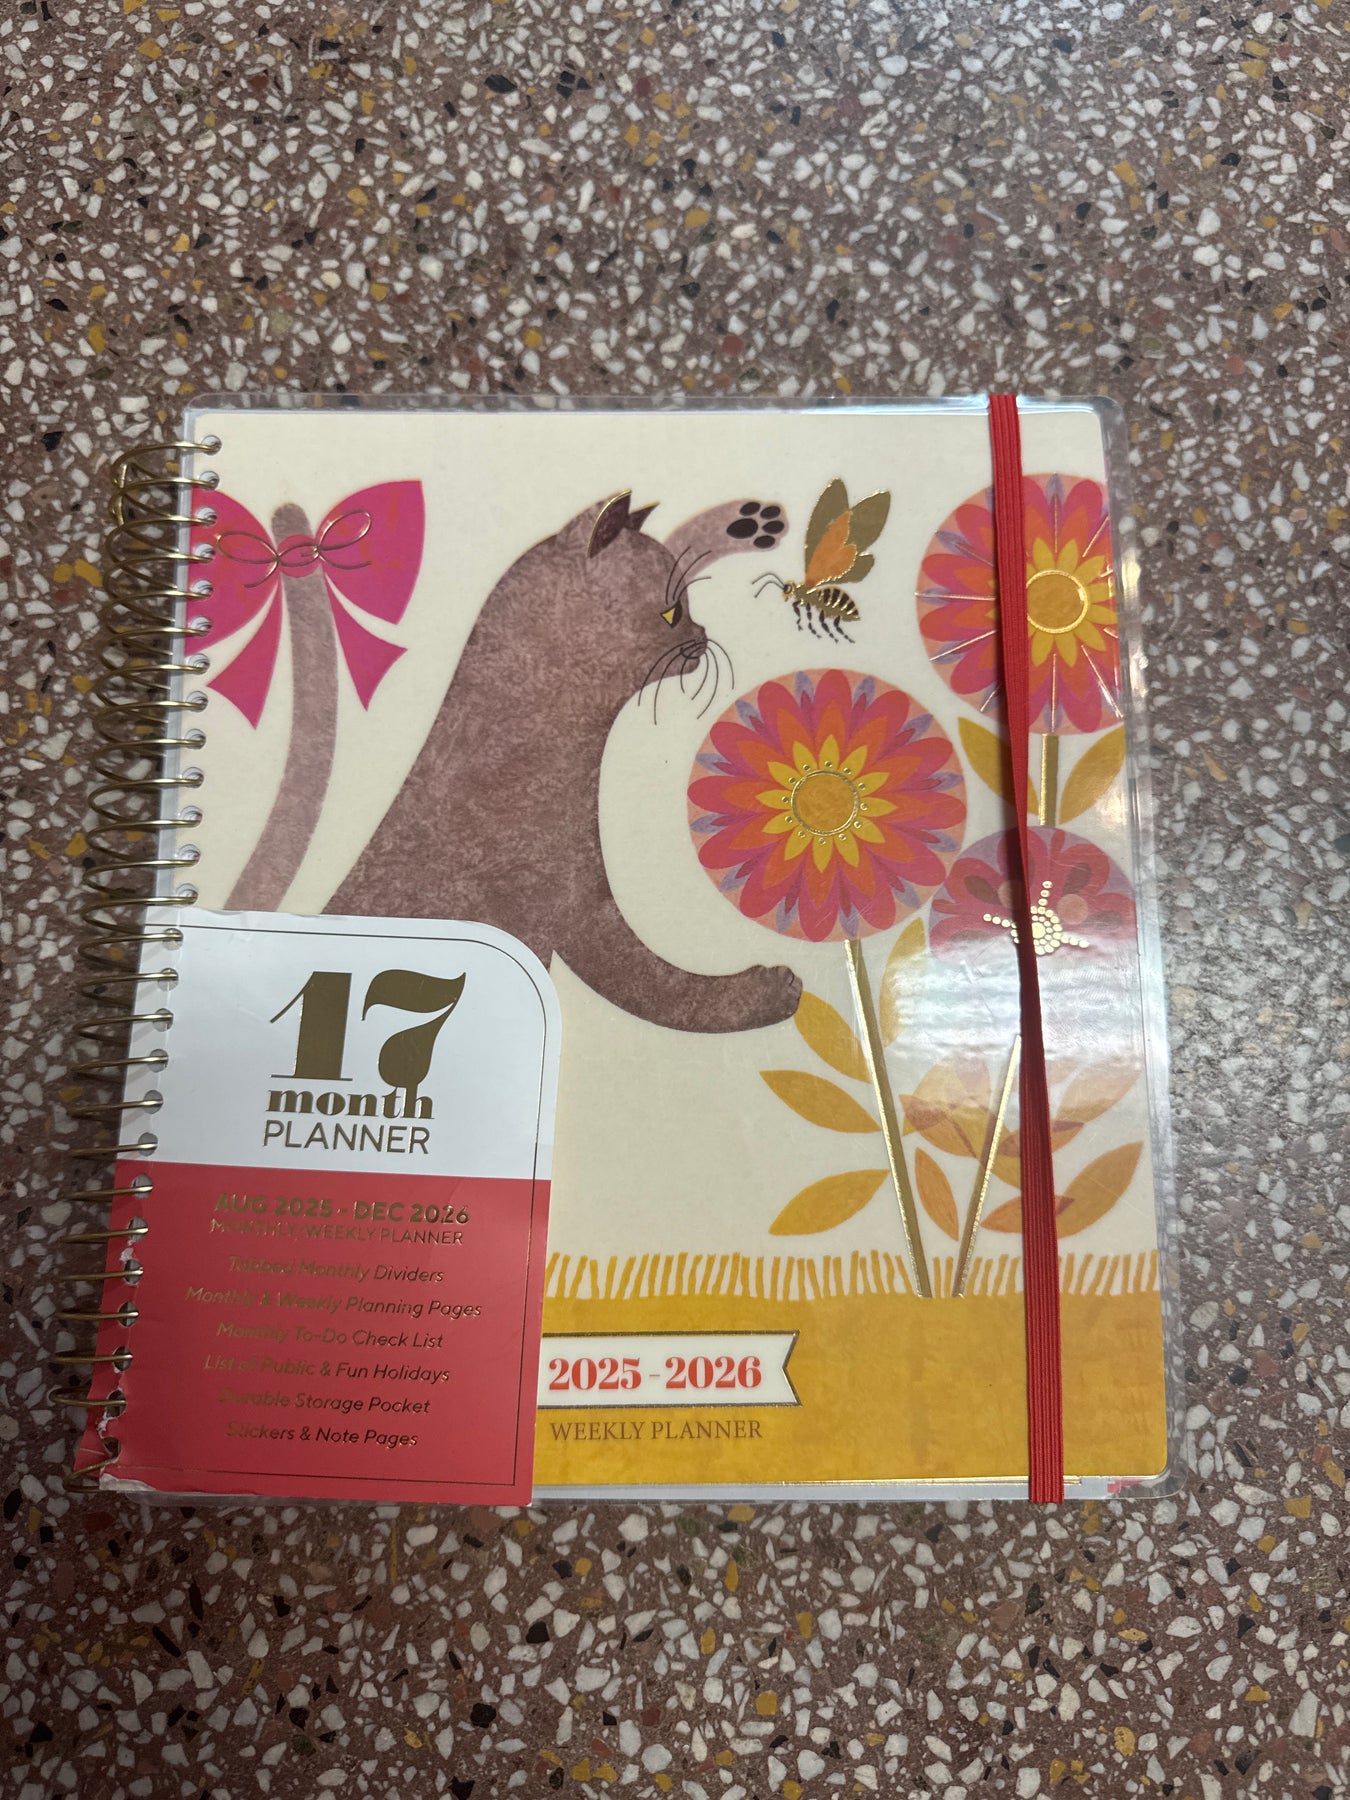 17
month
PLANNER
AUG 2025 - DEC 2026
MONTHLY/WEEKLY PLANNER
Tabbed Monthly Dividers
Monthly & Weekly Planning Pages
Monthly To-Do Check List
List of Public & Fun Holidays
Durable Storage Pocket
Stickers & Note Pages
2025-2026
WEEKLY PLANNER